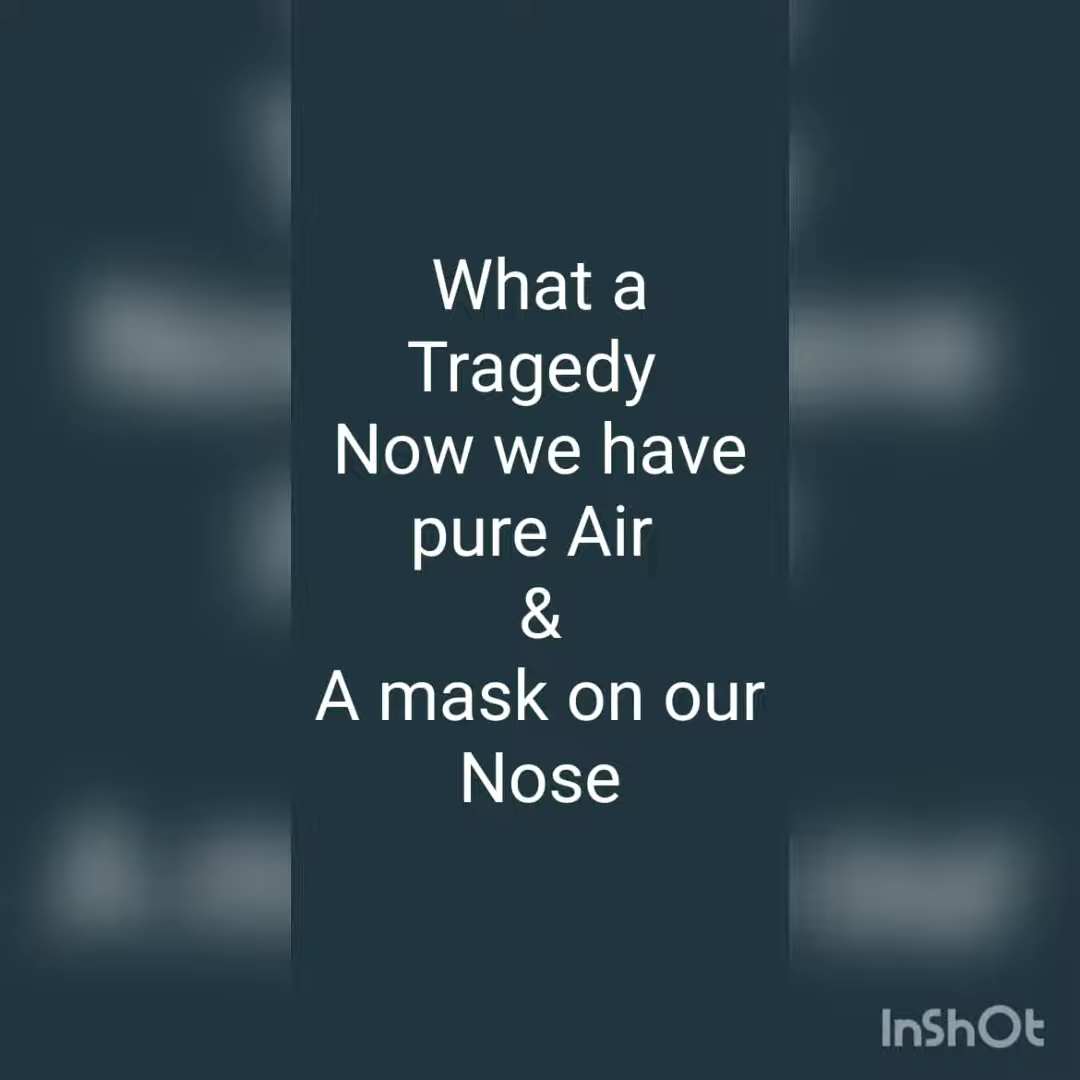 What a
Tragedy
Now we have
pure Air
&
A mask on our
Nose
InShOt